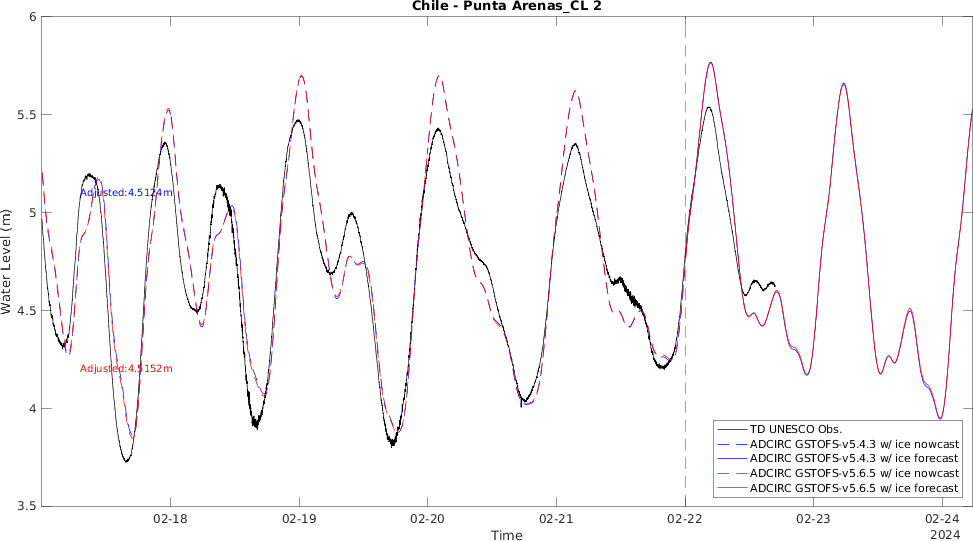 Chile - Punta Arenas_CL 2
6
5.5
5
4.5
4
3.5
Water Level (m)
Adjusted:4.5124m
Adjusted:4.5152m
TD UNESCO Obs.
ADCIRC GSTOFS-v5.4.3 w/ ice nowcast
ADCIRC GSTOFS-v5.4.3 w/ ice forecast
ADCIRC GSTOFS-v5.6.5 w/ ice nowcast
ADCIRC GSTOFS-v5.6.5 w/ ice forecast
02-18
02-19
02-20
02-21
02-22
02-23
02-24
Time
2024